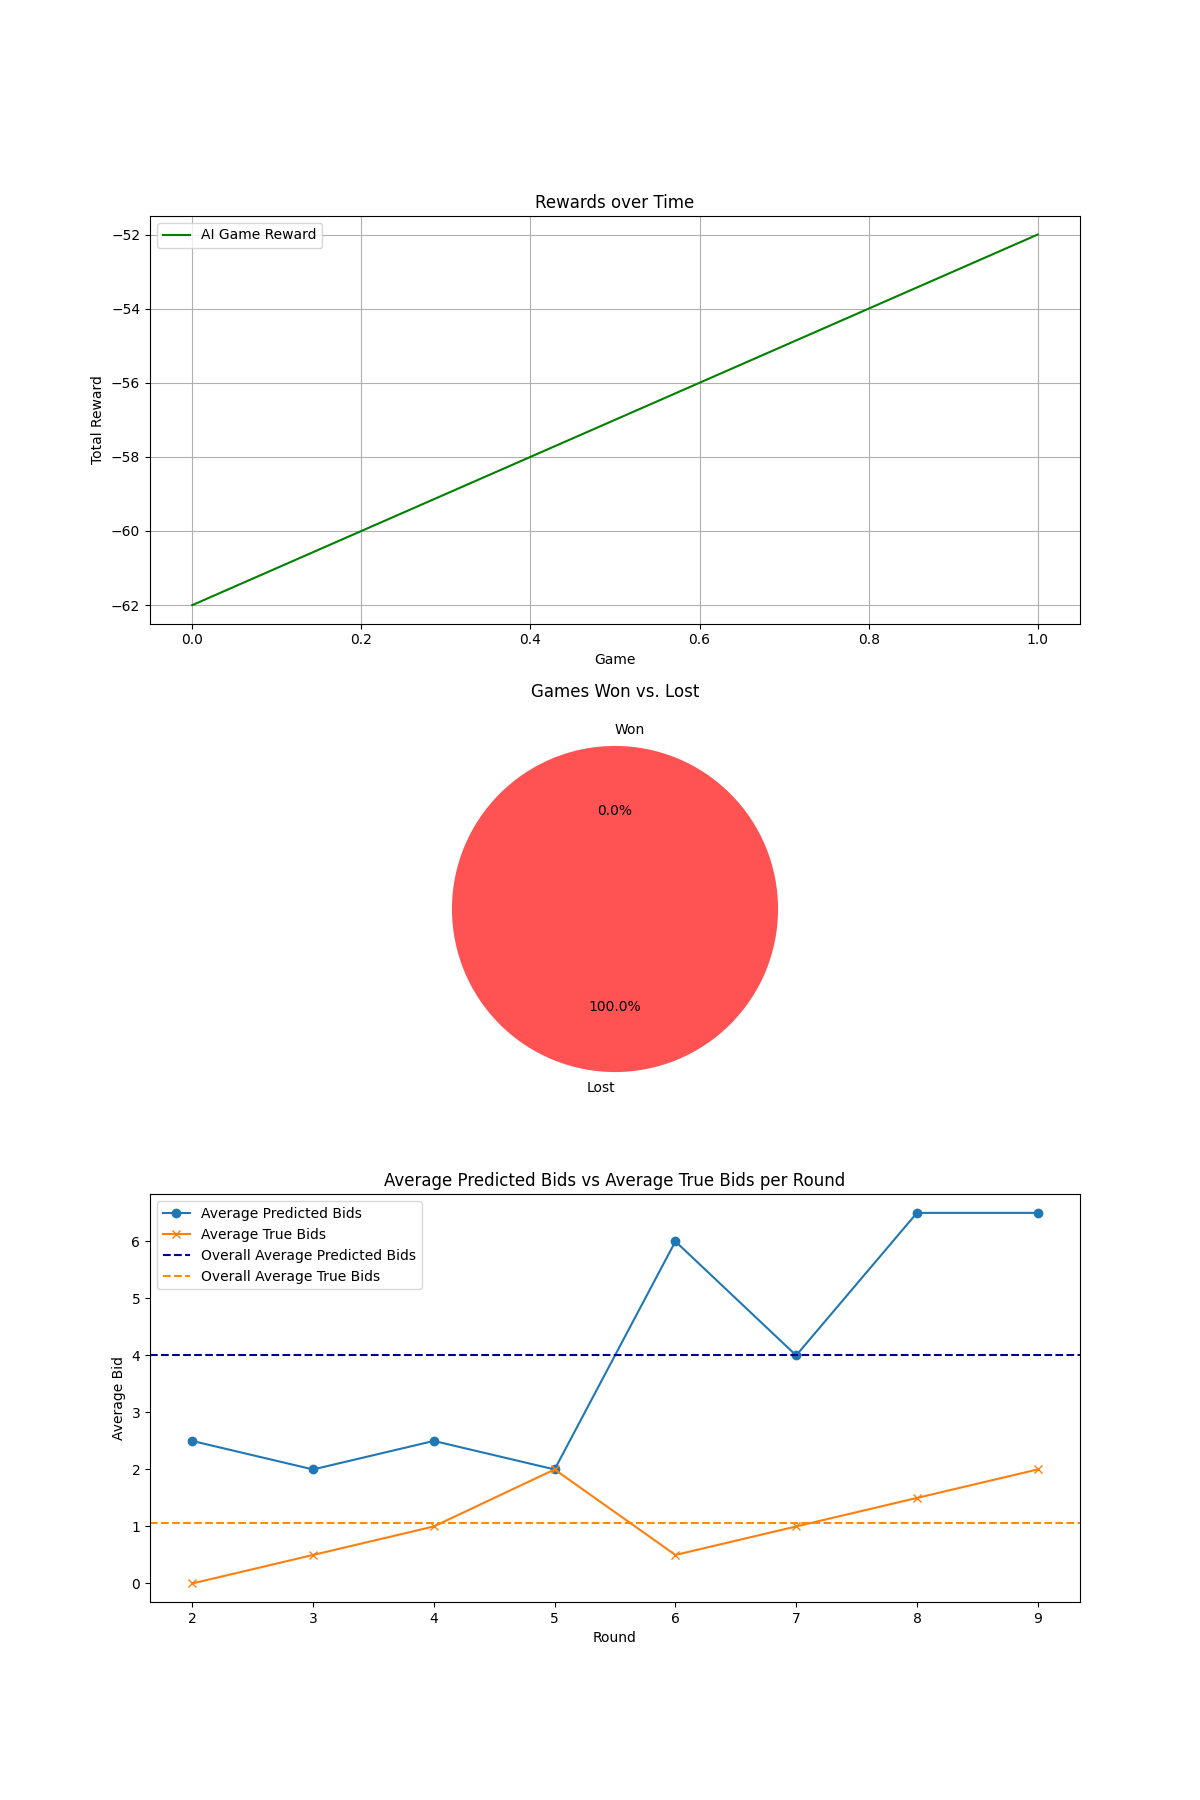 Rewards over Time
AI Game Reward
Total Reward
−52
−54
−56
−58
−60
−62
0.0 0.2 0.4 0.6 0.8 1.0
Game
Games Won vs. Lost
Won
0.0%
100.0%
Lost
Average Predicted Bids vs Average True Bids per Round
Average Predicted Bids
Average True Bids
Overall Average Predicted Bids
Overall Average True Bids
Average Bid
6
5
4
3
2
1
0
2 3 4 5 6 7 8 9
Round